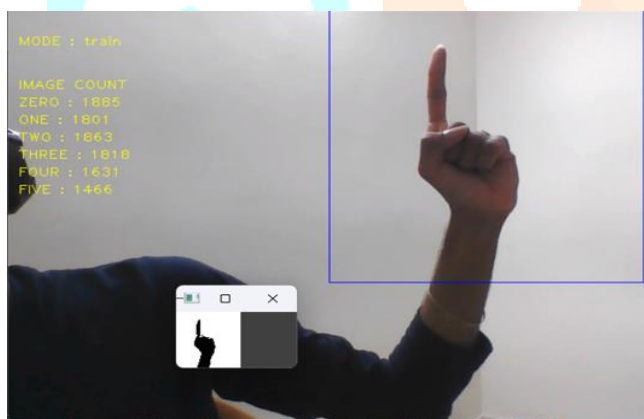 MODE : train
IMAGE COUNT
ZERO : 1885
ONE : 1801
TWO : 1863
THREE : 1818
FOUR : 1631
FIVE : 1466